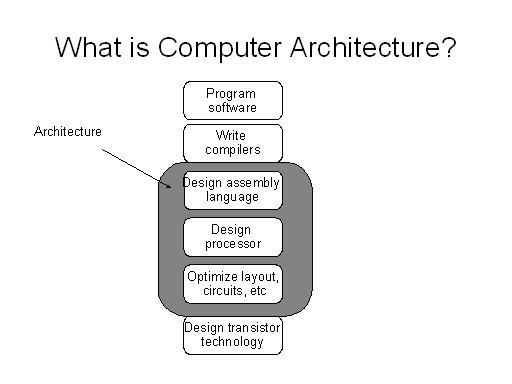 What is Computer Architecture?
Program
software
Architecture
Write
compilers
Design assembly
language
Design
processor
Optimize layout,
circuits, etc
Design transistor
technology